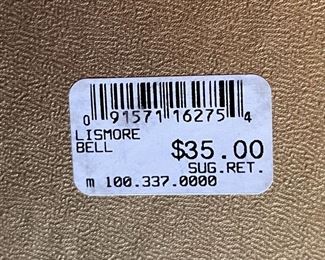 0 91571 16275 4
LISMORE
BELL
$35.00
SUG.RET.
m 100.337.0000